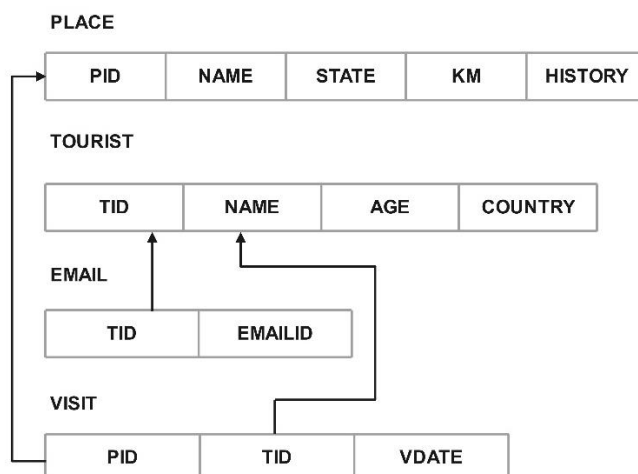 PLACE
PID NAME STATE KM HISTORY
TOURIST
TID NAME AGE COUNTRY
EMAIL
TID EMAILID
VISIT
PID TID VDATE